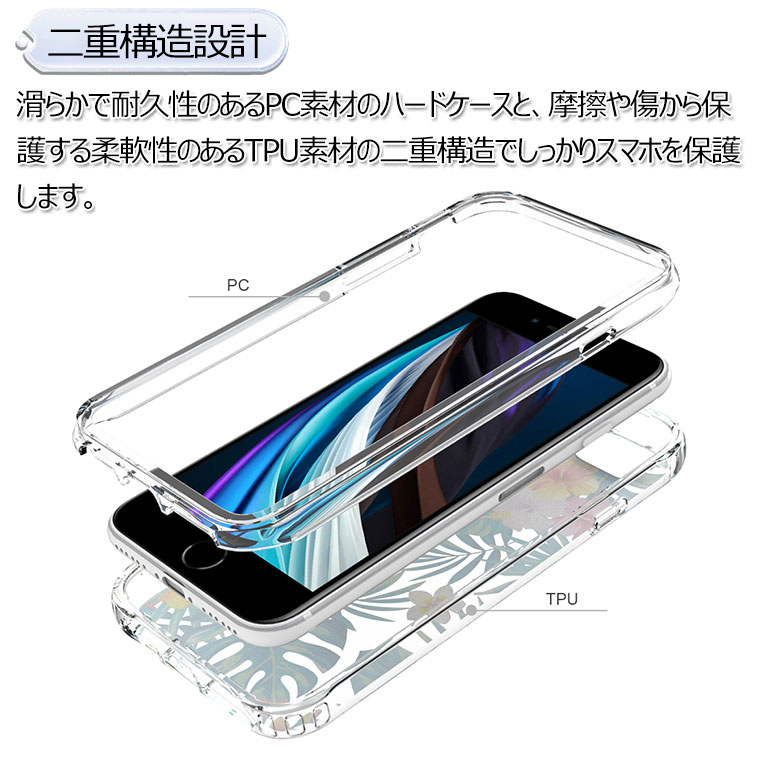 二重構造設計
滑らかで耐久性のあるPC素材のハードケースと、摩擦や傷から保
護する柔軟性のあるTPU素材の二重構造でしっかりスマホを保護
します。
PC
TPU